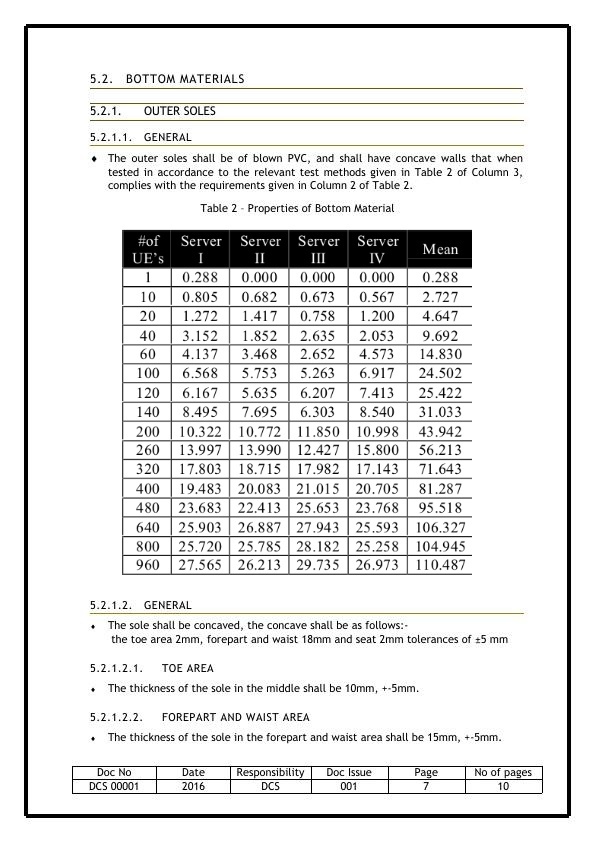 5.2. BOTTOM MATERIALS
5.2.1. OUTER SOLES
5.2.1.1. GENERAL
♦ The outer soles shall be of blown PVC, and shall have concave walls that when
tested in accordance to the relevant test methods given in Table 2 of Column 3,
complies with the requirements given in Column 2 of Table 2.
Table 2 – Properties of Bottom Material
#of UE's Server I Server II Server III Server IV Mean
1 0.288 0.000 0.000 0.000 0.288
10 0.805 0.682 0.673 0.567 2.727
20 1.272 1.417 0.758 1.200 4.647
40 3.152 1.852 2.635 2.053 9.692
60 4.137 3.468 2.652 4.573 14.830
100 6.568 5.753 5.263 6.917 24.502
120 6.167 5.635 6.207 7.413 25.422
140 8.495 7.695 6.303 8.540 31.033
200 10.322 10.772 11.850 10.998 43.942
260 13.997 13.990 12.427 15.800 56.213
320 17.803 18.715 17.982 17.143 71.643
400 19.483 20.083 21.015 20.705 81.287
480 23.683 22.413 25.653 23.768 95.518
640 25.903 26.887 27.943 25.593 106.327
800 25.720 25.785 28.182 25.258 104.945
960 27.565 26.213 29.735 26.973 110.487
5.2.1.2. GENERAL
♦ The sole shall be concaved, the concave shall be as follows:-
the toe area 2mm, forepart and waist 18mm and seat 2mm tolerances of ±5 mm
5.2.1.2.1. TOE AREA
♦ The thickness of the sole in the middle shall be 10mm, +-5mm.
5.2.1.2.2. FOREPART AND WAIST AREA
♦ The thickness of the sole in the forepart and waist area shall be 15mm, +-5mm.
Doc No Date Responsibility Doc Issue Page No of pages
DCS 00001 2016 DCS 001 7 10